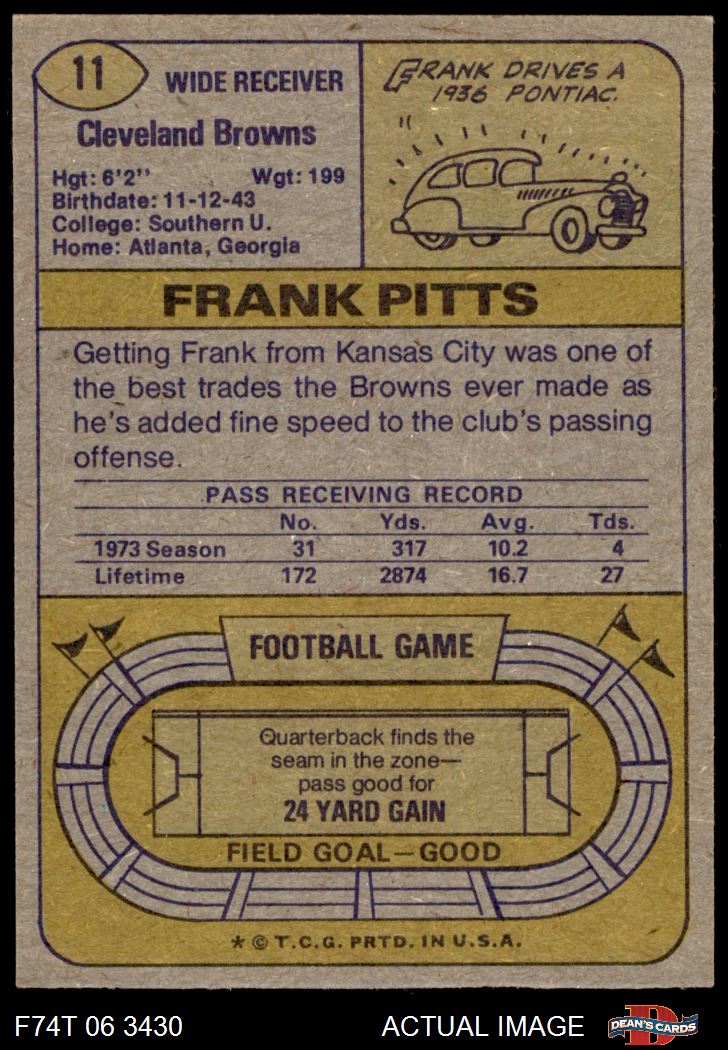 11
WIDE RECEIVER
Cleveland Browns
Hgt: 6'2" Wgt: 199
Birthdate: 11-12-43
College: Southern U.
Home: Atlanta, Georgia
FRANK DRIVES A
1936 PONTIAC.
FRANK PITTS
Getting Frank from Kansas City was one of
the best trades the Browns ever made as
he's added fine speed to the club's passing
offense.
PASS RECEIVING RECORD
No. Yds. Avg. Tds.
1973 Season 31 317 10.2 4
Lifetime 172 2874 16.7 27
FOOTBALL GAME
Quarterback finds the
seam in the zone—
pass good for
24 YARD GAIN
FIELD GOAL—GOOD
* © T.C.G. PRTD. IN U.S.A.
F74T 06 3430 ACTUAL IMAGE
D
DEAN'S CARDS